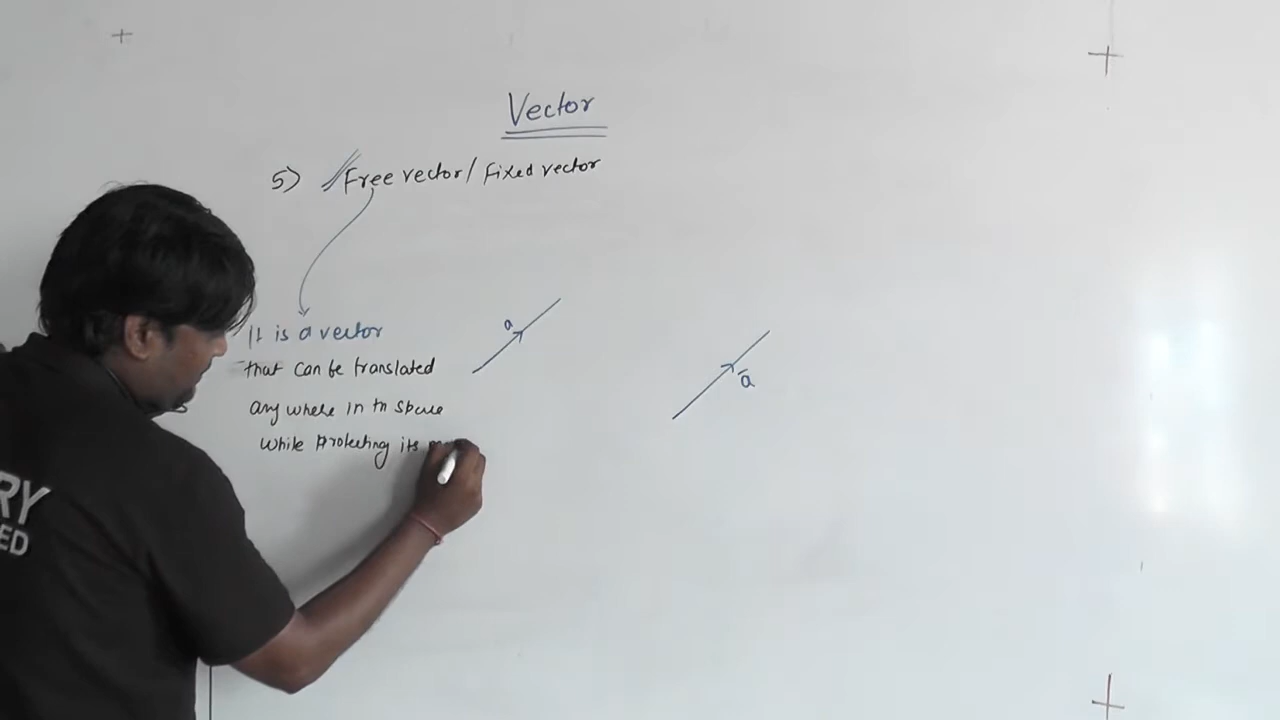 Vector
5) Free vector / Fixed vector
It is a vector
that can be translated
any where in th space
while Protecting its
a
a̅
RY
ED